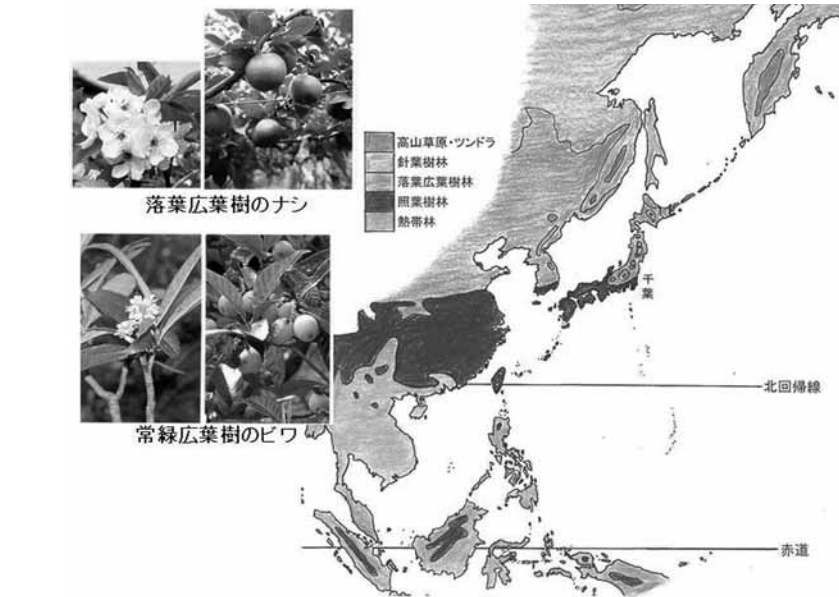 高山草原・ツンドラ
針葉樹林
落葉広葉樹林
照葉樹林
熱帯林
落葉広葉樹のナシ
千葉
北回帰線
常緑広葉樹のビワ
赤道